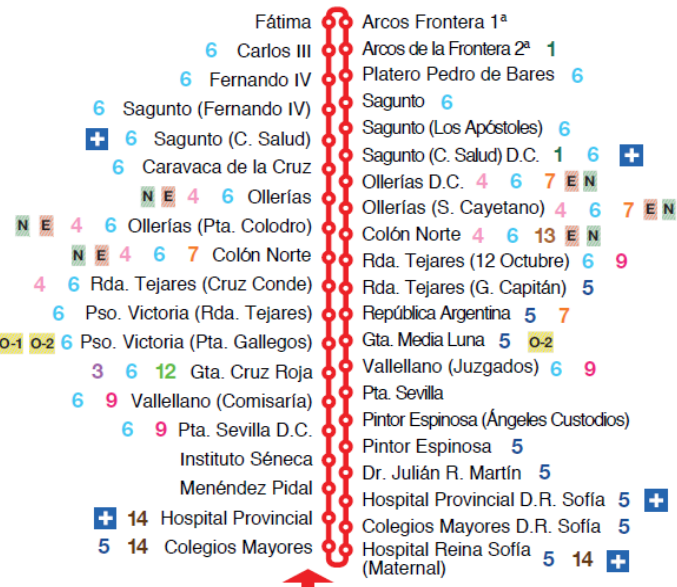 Fátima
6 Carlos III
6 Fernando IV
6 Sagunto (Fernando IV)
6 Sagunto (C. Salud)
6 Caravaca de la Cruz
N E 4 6 Ollerías
N E 4 6 Ollerías (Pta. Colodro)
N E 4 6 7 Colón Norte
4 6 Rda. Tejares (Cruz Conde)
6 Pso. Victoria (Rda. Tejares)
O-1 O-2 6 Pso. Victoria (Pta. Gallegos)
3 6 12 Gta. Cruz Roja
6 9 Vallellano (Comisaría)
6 9 Pta. Sevilla D.C.
Instituto Séneca
Menéndez Pidal
14 Hospital Provincial
5 14 Colegios Mayores
Arcos Frontera 1ª
Arcos de la Frontera 2ª 1
Platero Pedro de Bares 6
Sagunto 6
Sagunto (Los Apóstoles) 6
Sagunto (C. Salud) D.C. 1 6
Ollerías D.C. 4 6 7 E N
Ollerías (S. Cayetano) 4 6 7 E N
Colón Norte 4 6 13 E N
Rda. Tejares (12 Octubre) 6 9
Rda. Tejares (G. Capitán) 5
República Argentina 5 7
Gta. Media Luna 5 O-2
Vallellano (Juzgados) 6 9
Pta. Sevilla
Pintor Espinosa (Ángeles Custodios)
Pintor Espinosa 5
Dr. Julián R. Martín 5
Hospital Provincial D.R. Sofía 5
Colegios Mayores D.R. Sofía 5
Hospital Reina Sofía
(Maternal) 5 14